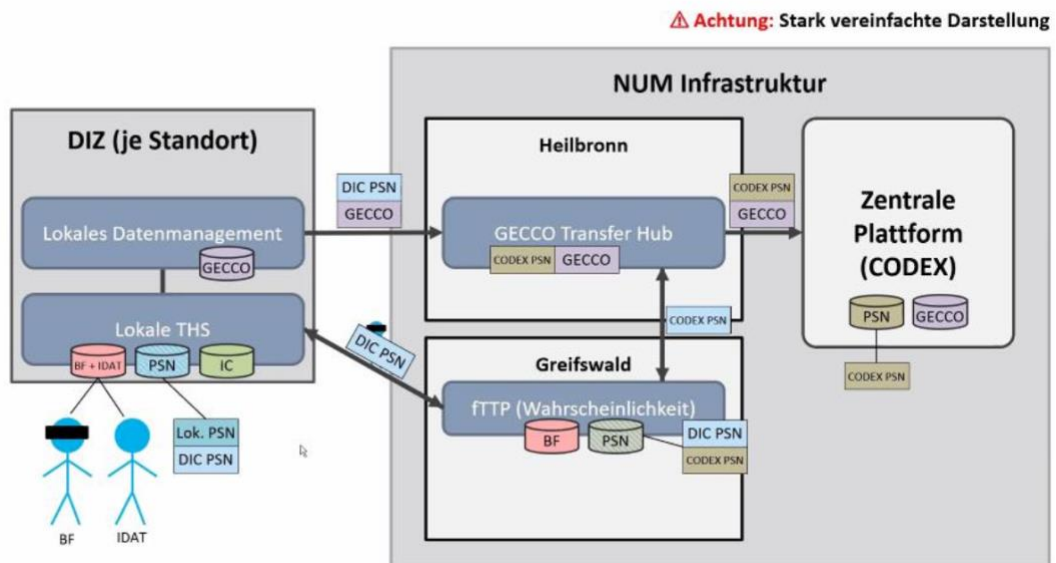 ⚠ Achtung: Stark vereinfachte Darstellung
NUM Infrastruktur
DIZ (je Standort)
Lokales Datenmanagement
GECCO
Lokale THS
BF + IDAT
PSN
IC
BF
IDAT
Lok. PSN
DIC PSN
DIC PSN
GECCO
DIC PSN
Heilbronn
GECCO Transfer Hub
CODEX PSN
GECCO
CODEX PSN
Greifswald
fTTP (Wahrscheinlichkeit)
BF
PSN
DIC PSN
CODEX PSN
CODEX PSN
GECCO
Zentrale
Plattform
(CODEX)
PSN
GECCO
CODEX PSN